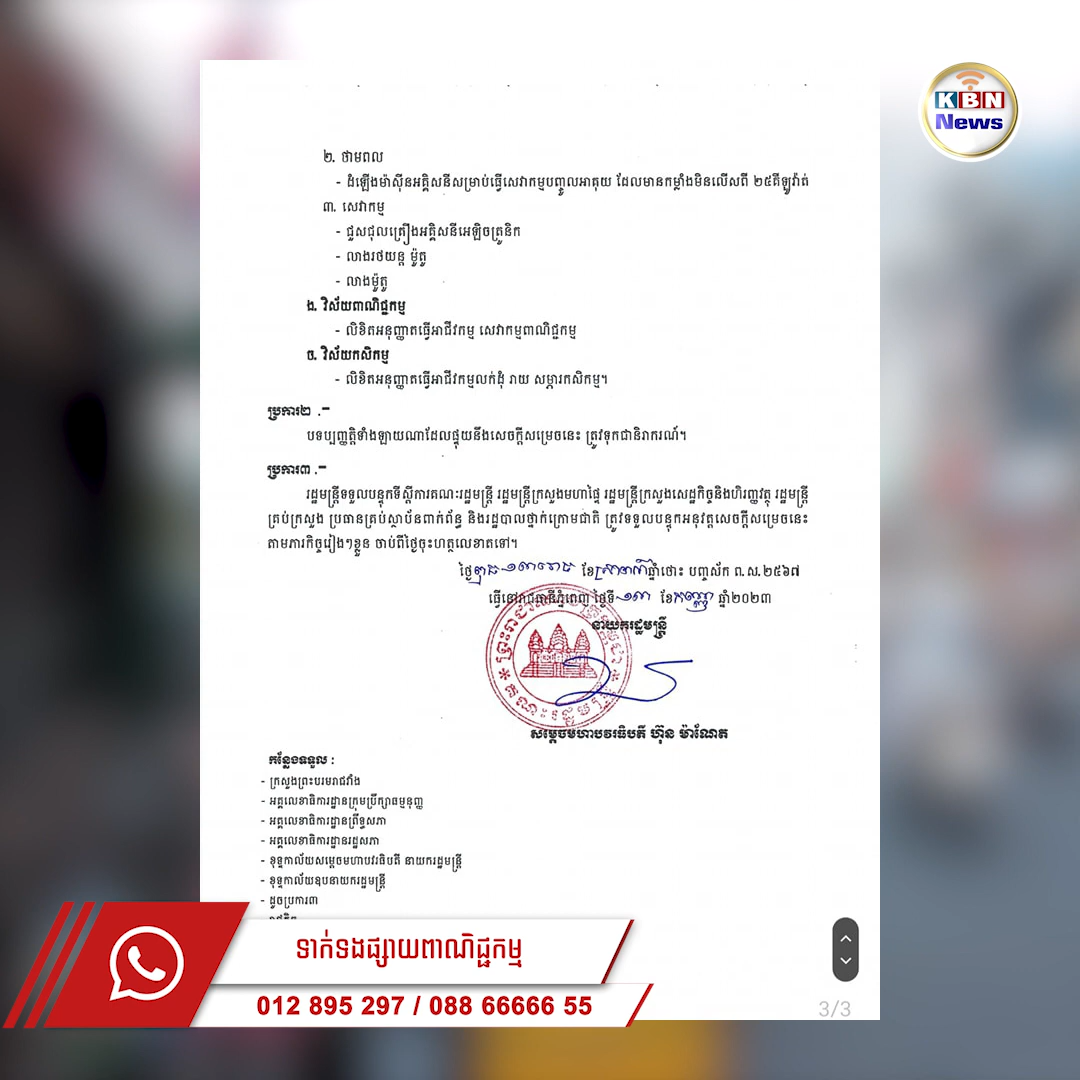 KBN
News
២. ថាមពល
- ដំឡើងម៉ាស៊ីនអគ្គិសនីសម្រាប់ធ្វើសេវាកម្មបញ្ចូលអាគុយ ដែលមានកម្លាំងមិនលើសពី ២៥គីឡូវ៉ាត់
៣. សេវាកម្ម
- ជួសជុលគ្រឿងអគ្គិសនីអេឡិចត្រូនិក
- លាងរថយន្ត ម៉ូតូ
- លាងម៉ូតូ
ង. វិស័យពាណិជ្ជកម្ម
- លិខិតអនុញ្ញាតធ្វើអាជីវកម្ម សេវាកម្មពាណិជ្ជកម្ម
ច. វិស័យកសិកម្ម
- លិខិតអនុញ្ញាតធ្វើអាជីវកម្មលក់ដុំ រាយ សម្ភារកសិកម្ម។
ប្រការ២ .-
បទប្បញ្ញត្តិទាំងឡាយណាដែលផ្ទុយនឹងសេចក្តីសម្រេចនេះ ត្រូវទុកជានិរាករណ៍។
ប្រការ៣ .-
រដ្ឋមន្ត្រីទទួលបន្ទុកទីស្តីការគណៈរដ្ឋមន្ត្រី រដ្ឋមន្ត្រីក្រសួងមហាផ្ទៃ រដ្ឋមន្ត្រីក្រសួងសេដ្ឋកិច្ចនិងហិរញ្ញវត្ថុ រដ្ឋមន្ត្រី
គ្រប់ក្រសួង ប្រធានគ្រប់ស្ថាប័នពាក់ព័ន្ធ និងរដ្ឋបាលថ្នាក់ក្រោមជាតិ ត្រូវទទួលបន្ទុកអនុវត្តសេចក្តីសម្រេចនេះ
តាមភារកិច្ចរៀងៗខ្លួន ចាប់ពីថ្ងៃចុះហត្ថលេខាតទៅ។
ថ្ងៃពុធ ១៣រោច ខែស្រាពណ៍ឆ្នាំថោះ បញ្ចស័ក ព.ស.២៥៦៧
ធ្វើនៅរាជធានីភ្នំពេញ ថ្ងៃទី១៣ ខែកញ្ញា ឆ្នាំ២០២៣
នាយករដ្ឋមន្ត្រី
គណៈរដ្ឋមន្ត្រី
សម្តេចមហាបវរធិបតី ហ៊ុន ម៉ាណែត
កន្លែងទទួល :
- ក្រសួងព្រះបរមរាជវាំង
- អគ្គលេខាធិការដ្ឋានក្រុមប្រឹក្សាធម្មនុញ្ញ
- អគ្គលេខាធិការដ្ឋានព្រឹទ្ធសភា
- អគ្គលេខាធិការដ្ឋានរដ្ឋសភា
- ខុទ្ទកាល័យសម្តេចមហាបវរធិបតី នាយករដ្ឋមន្ត្រី
- ខុទ្ទកាល័យឧបនាយករដ្ឋមន្ត្រី
- ដូចប្រការ៣
ទាក់ទងផ្សាយពាណិជ្ជកម្ម
012 895 297 / 088 66666 55
3/3